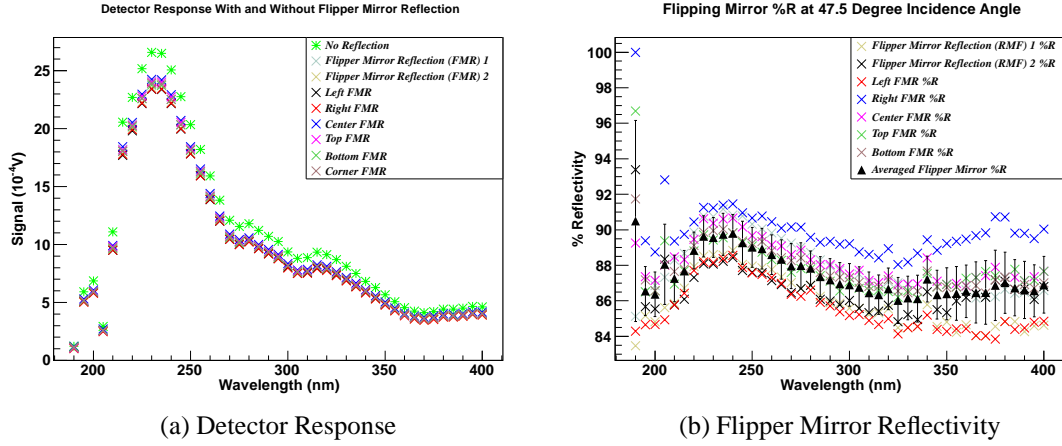 Detector Response With and Without Flipper Mirror Reflection
Signal (10⁻⁴V)
25
20
15
10
5
0
No Reflection
Flipper Mirror Reflection (FMR) 1
Flipper Mirror Reflection (FMR) 2
Left FMR
Right FMR
Center FMR
Top FMR
Bottom FMR
Corner FMR
200
250
300
350
400
Wavelength (nm)
(a) Detector Response
Flipping Mirror %R at 47.5 Degree Incidence Angle
% Reflectivity
100
98
96
94
92
90
88
86
84
Flipper Mirror Reflection (RMF) 1 %R
Flipper Mirror Reflection (RMF) 2 %R
Left FMR %R
Right FMR %R
Center FMR %R
Top FMR %R
Bottom FMR %R
Averaged Flipper Mirror %R
200
250
300
350
400
Wavelength (nm)
(b) Flipper Mirror Reflectivity